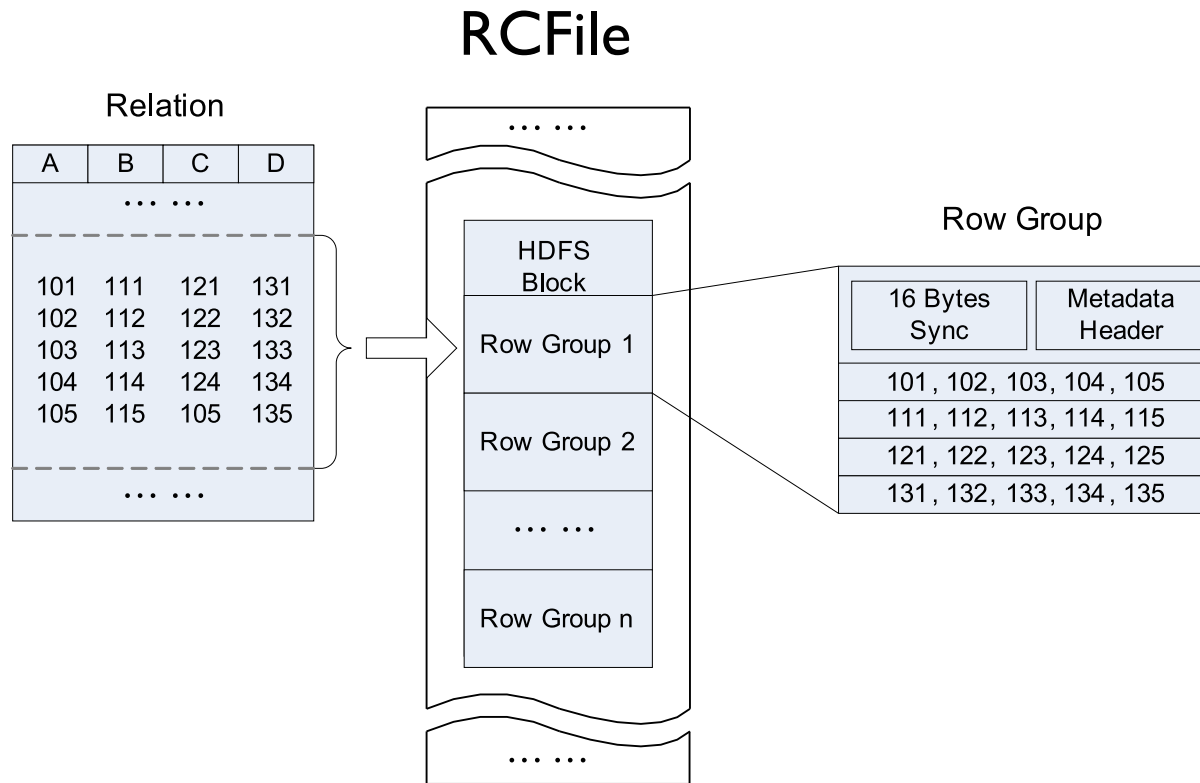 RCFile
Relation
A B C D
... ...
101 111 121 131
102 112 122 132
103 113 123 133
104 114 124 134
105 115 105 135
... ...
... ...
HDFS
Block
Row Group 1
Row Group 2
... ...
Row Group n
... ...
Row Group
16 Bytes
Sync
Metadata
Header
101, 102, 103, 104, 105
111, 112, 113, 114, 115
121, 122, 123, 124, 125
131, 132, 133, 134, 135